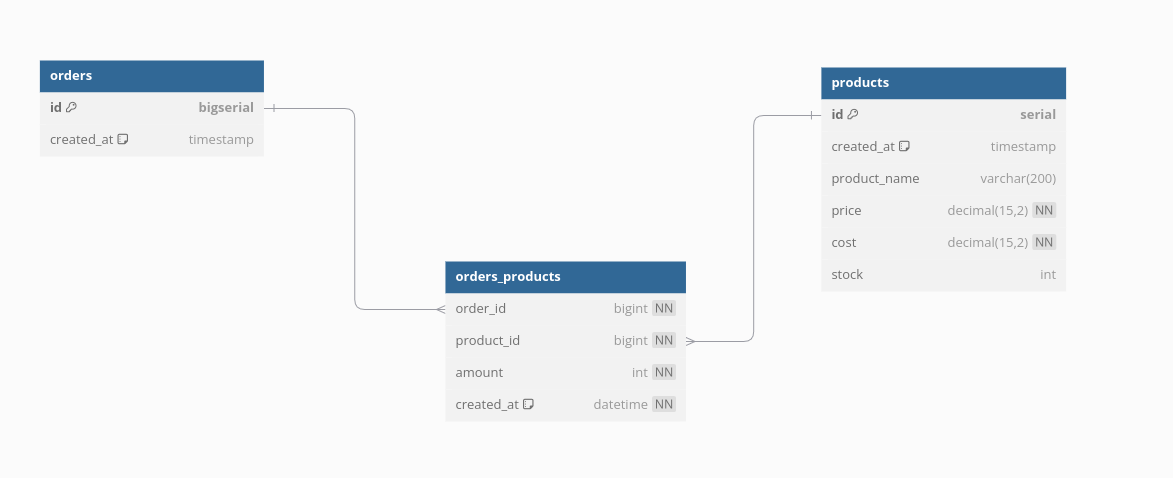 orders
id bigserial
created_at timestamp
products
id serial
created_at timestamp
product_name varchar(200)
price decimal(15,2) NN
cost decimal(15,2) NN
stock int
orders_products
order_id bigint NN
product_id bigint NN
amount int NN
created_at datetime NN